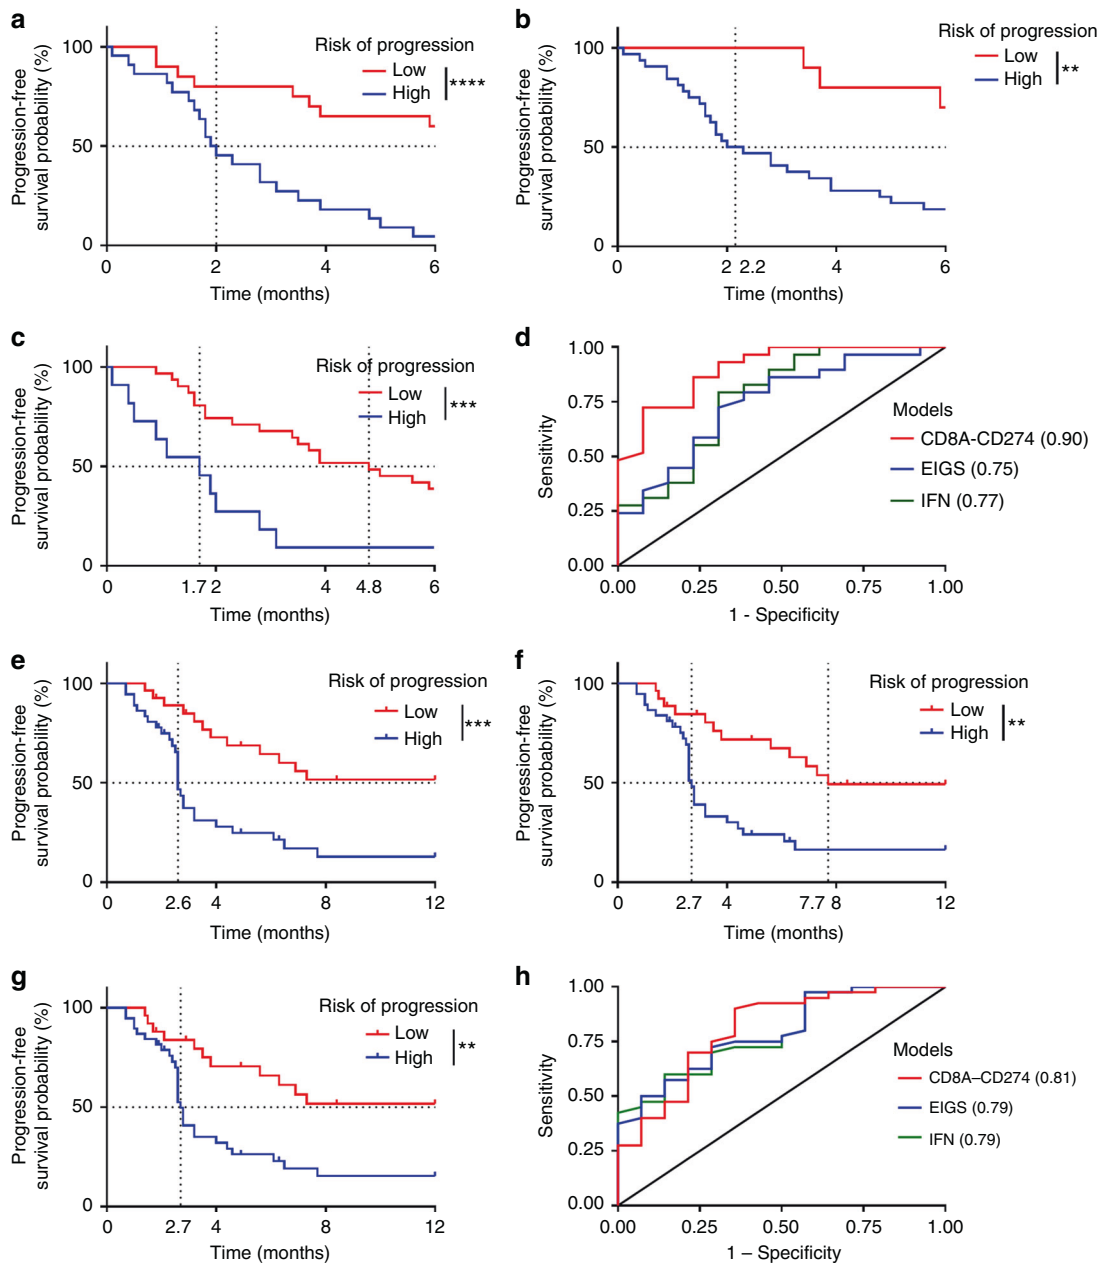 a
Progression-free
survival probability (%)
100
50
0
0
2
4
6
Time (months)
Risk of progression
Low
High
****
b
Progression-free
survival probability (%)
100
50
0
0
2
2.2
4
6
Time (months)
Risk of progression
Low
High
**
c
Progression-free
survival probability (%)
100
50
0
0
1.7
2
4
4.8
6
Time (months)
Risk of progression
Low
High
***
d
Sensitivity
1.00
0.75
0.50
0.25
0.00
0.00
0.25
0.50
0.75
1.00
1 - Specificity
Models
CD8A-CD274 (0.90)
EIGS (0.75)
IFN (0.77)
e
Progression-free
survival probability (%)
100
50
0
0
2.6
4
8
12
Time (months)
Risk of progression
Low
High
***
f
Progression-free
survival probability (%)
100
50
0
0
2.7
4
7.7
8
12
Time (months)
Risk of progression
Low
High
**
g
Progression-free
survival probability (%)
100
50
0
0
2.7
4
8
12
Time (months)
Risk of progression
Low
High
**
h
Sensitivity
1.00
0.75
0.50
0.25
0.00
0.00
0.25
0.50
0.75
1.00
1 – Specificity
Models
CD8A–CD274 (0.81)
EIGS (0.79)
IFN (0.79)